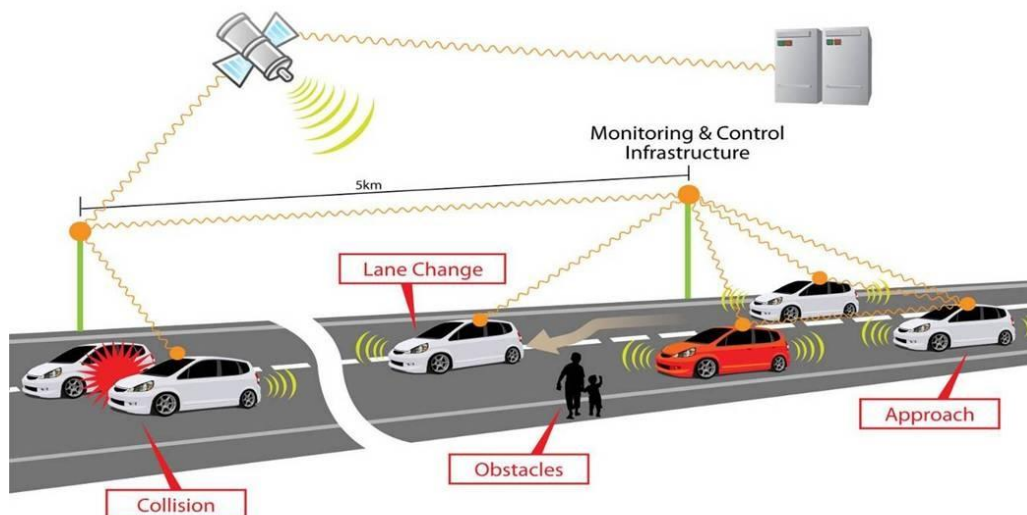 Monitoring & Control
Infrastructure
5km
Lane Change
Approach
Obstacles
Collision